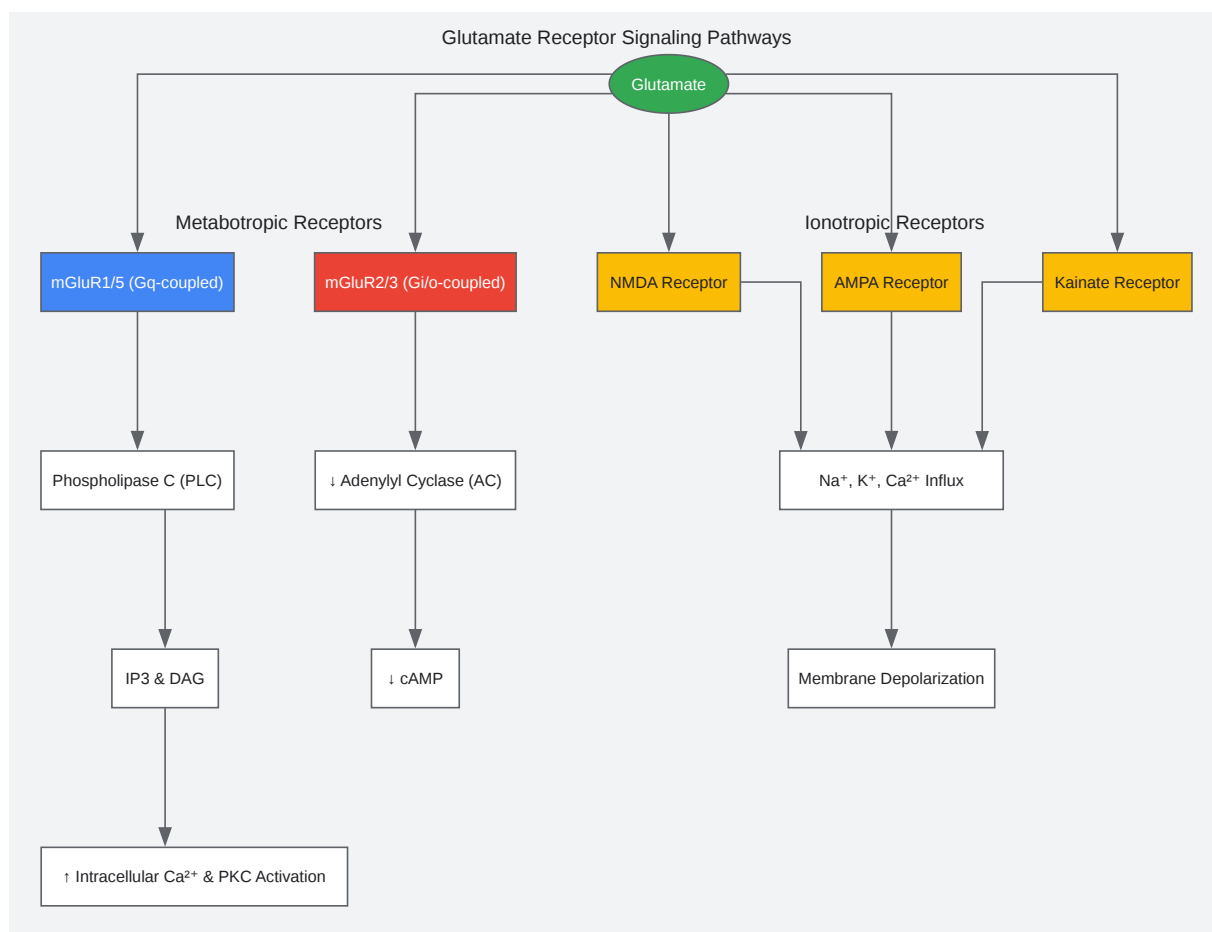 Glutamate Receptor Signaling Pathways
Glutamate
Metabotropic Receptors
Ionotropic Receptors
mGluR1/5 (Gq-coupled)
mGluR2/3 (Gi/o-coupled)
NMDA Receptor
AMPA Receptor
Kainate Receptor
Phospholipase C (PLC)
↓ Adenylyl Cyclase (AC)
Na⁺, K⁺, Ca²⁺ Influx
IP3 & DAG
↓ cAMP
Membrane Depolarization
↑ Intracellular Ca²⁺ & PKC Activation